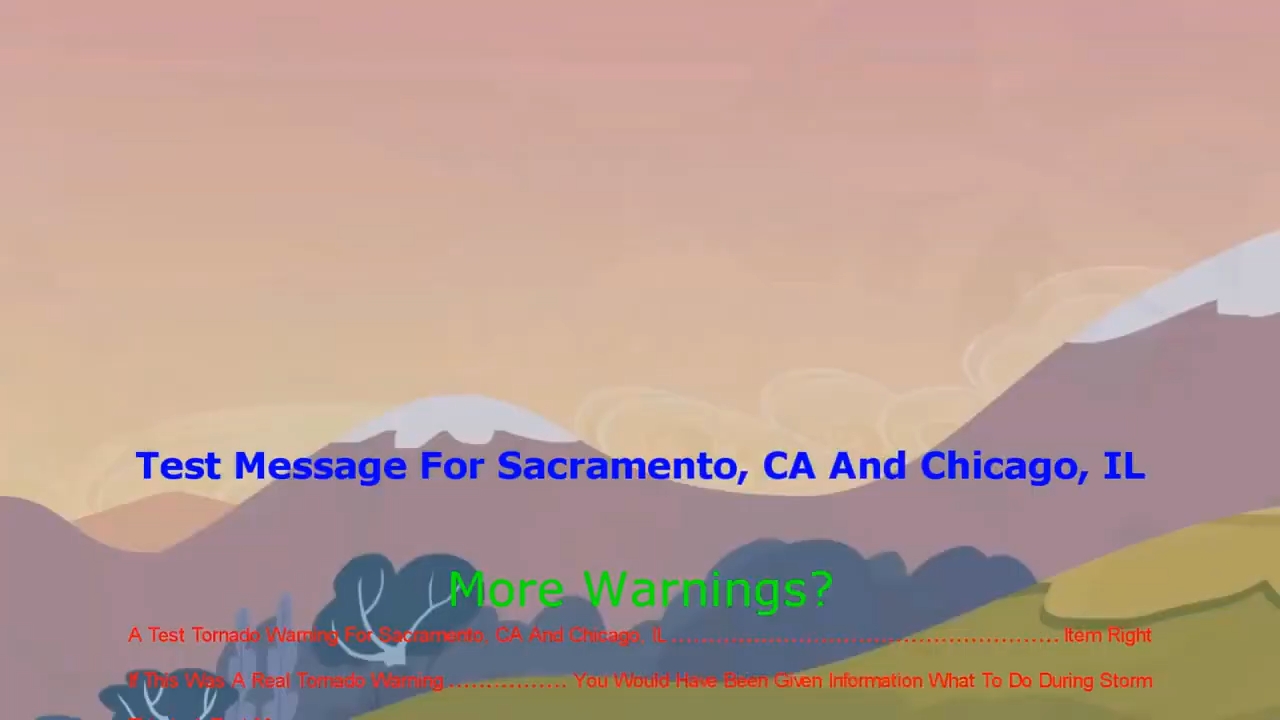 Test Message For Sacramento, CA And Chicago, IL
More Warnings?
A Test Tornado Warning For Sacramento, CA And Chicago, IL ................................................... Item Right
If This Was A Real Tornado Warning ................ You Would Have Been Given Information What To Do During Storm